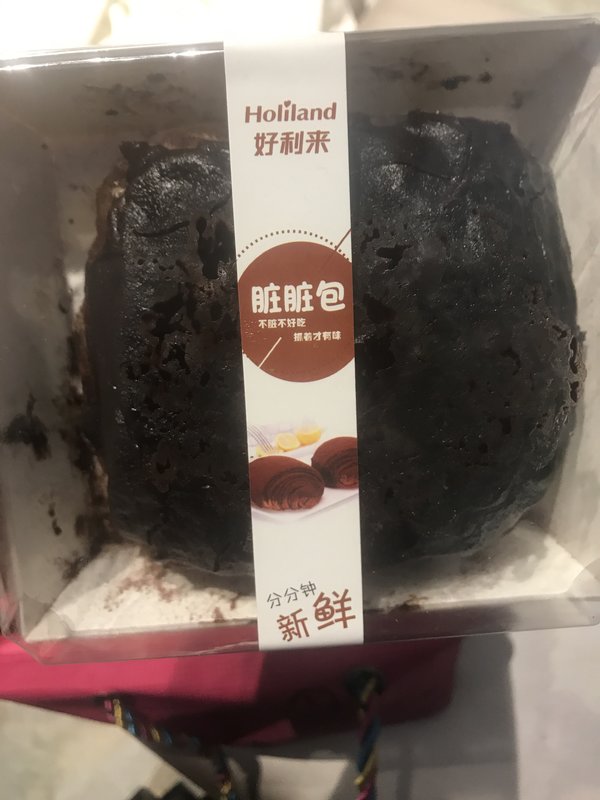 Holiland
好利来
脏脏包
不脏不好吃
抓着才有味
分分钟
新鲜